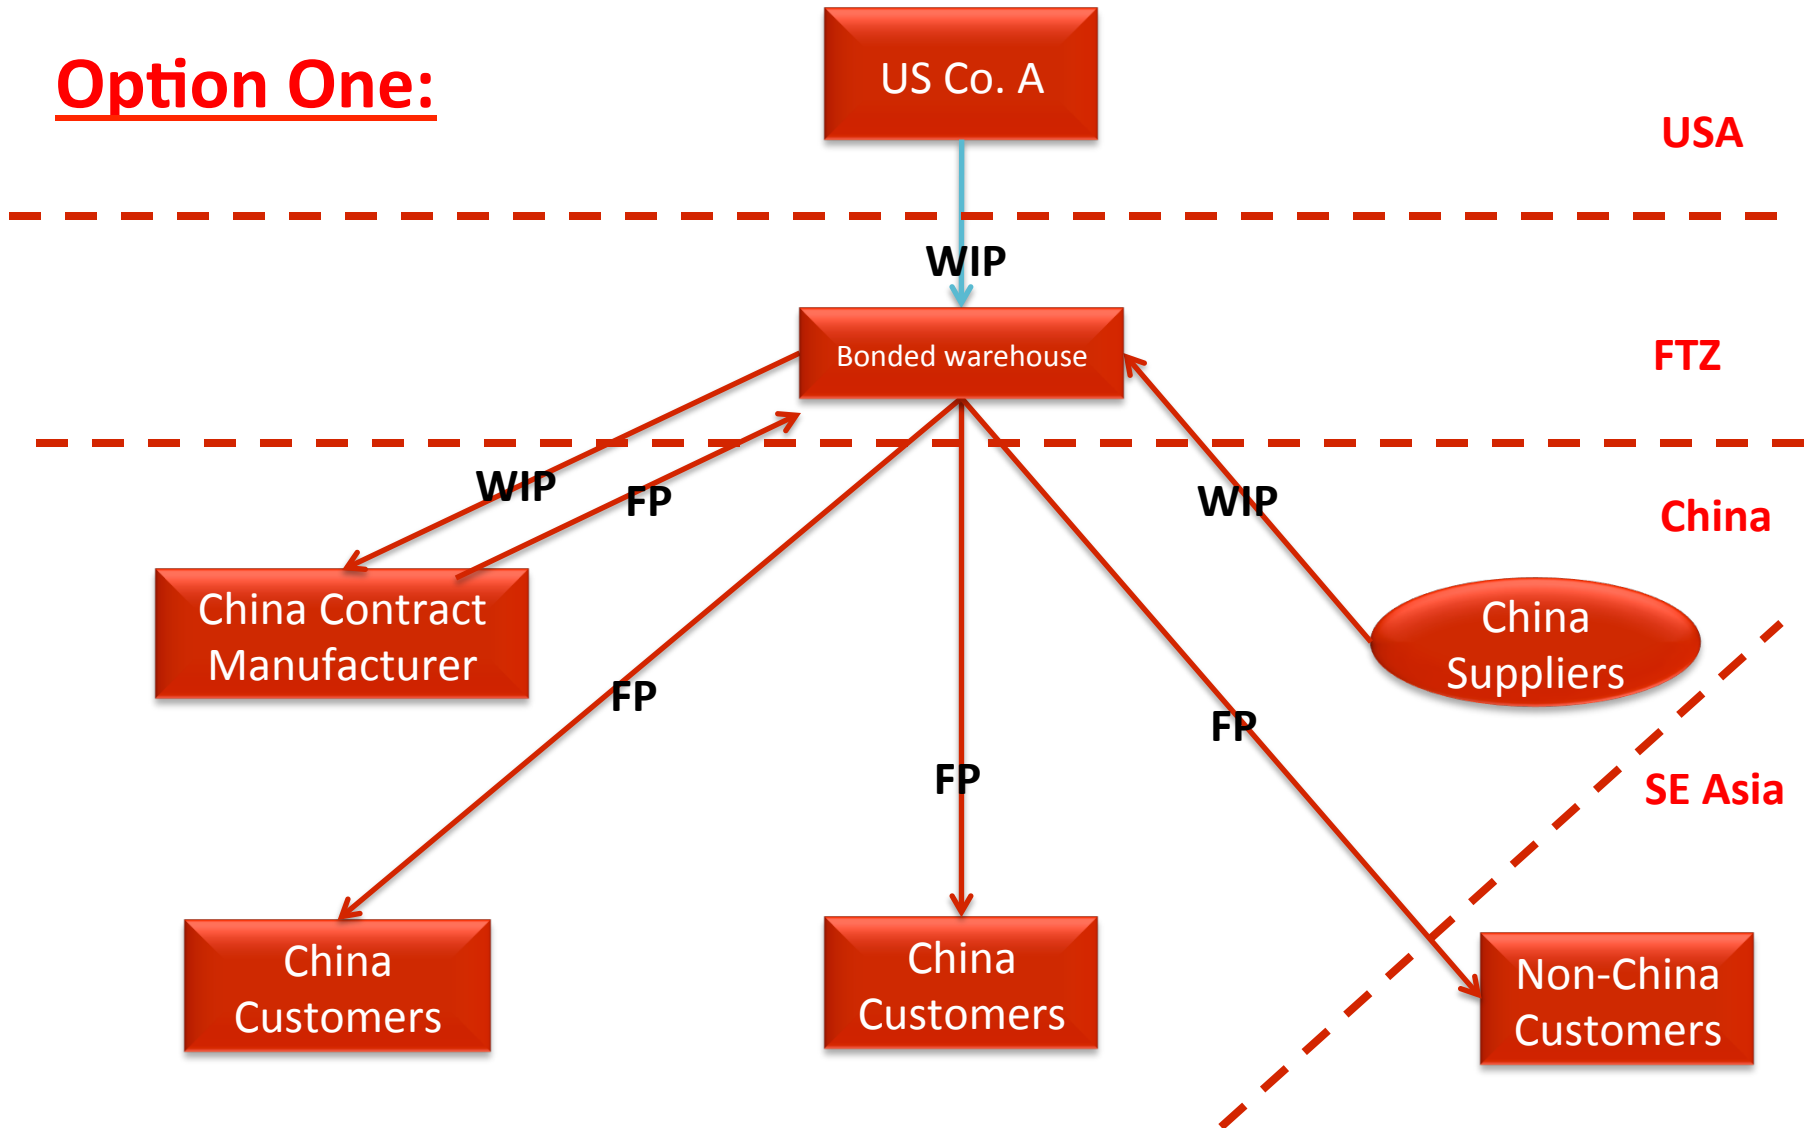 Option One:
US Co. A
USA
WIP
Bonded warehouse
FTZ
WIP
FP
WIP
China
China Contract
Manufacturer
China
Suppliers
FP
FP
FP
SE Asia
China
Customers
China
Customers
Non-China
Customers